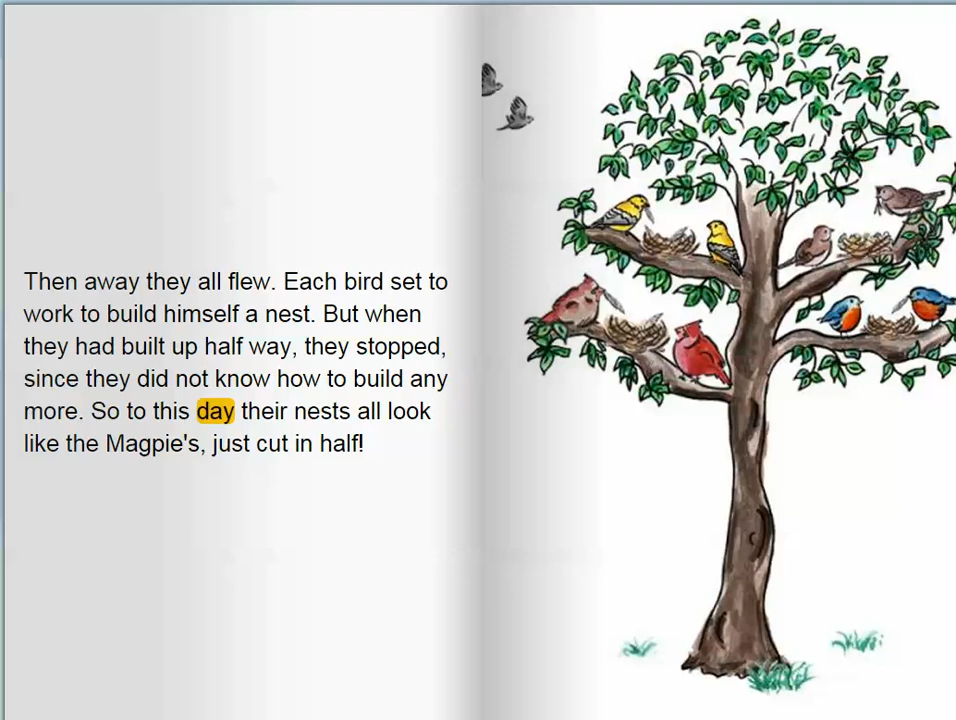 Then away they all flew. Each bird set to
work to build himself a nest. But when
they had built up half way, they stopped,
since they did not know how to build any
more. So to this day their nests all look
like the Magpie's, just cut in half!